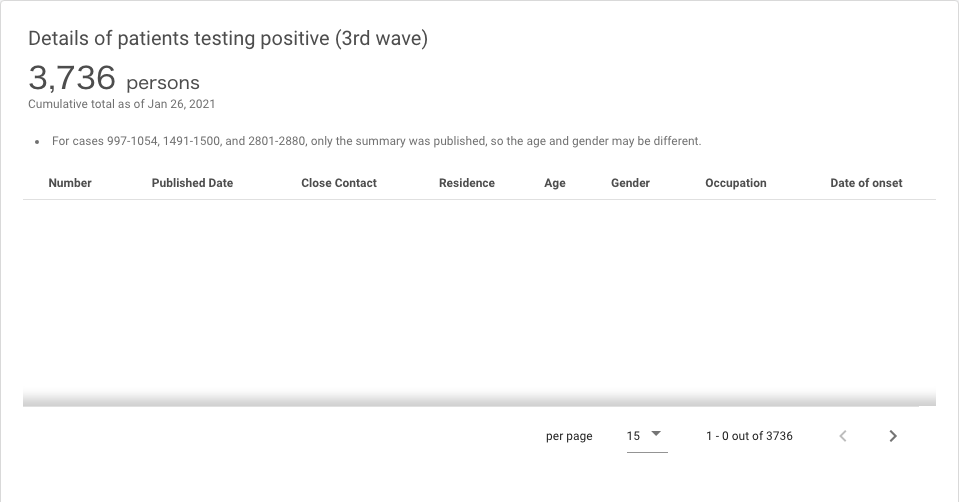 Details of patients testing positive (3rd wave)
3,736 persons
Cumulative total as of Jan 26, 2021
• For cases 997-1054, 1491-1500, and 2801-2880, only the summary was published, so the age and gender may be different.
Number Published Date Close Contact Residence Age Gender Occupation Date of onset
per page 15 1 - 0 out of 3736